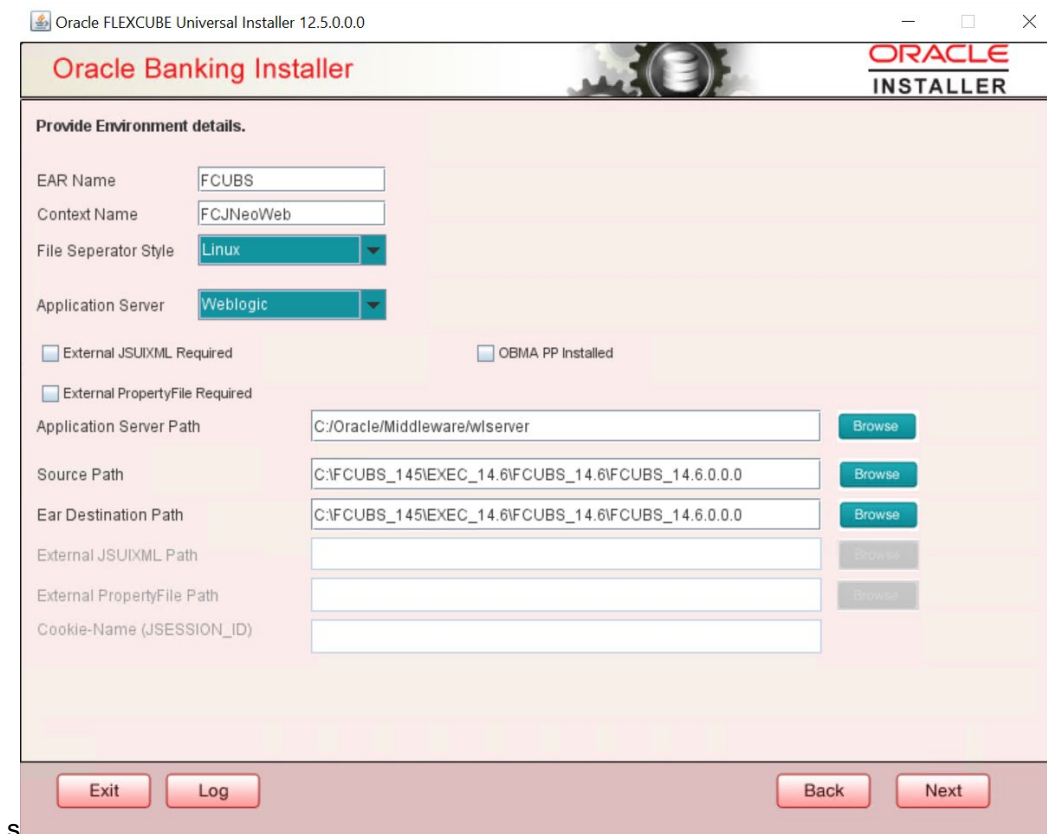 Oracle FLEXCUBE Universal Installer 12.5.0.0.0
Oracle Banking Installer
ORACLE
INSTALLER
Provide Environment details.
EAR Name FCUBS
Context Name FCJNeoWeb
File Seperator Style Linux
Application Server Weblogic
External JSUIXML Required OBMA PP Installed
External PropertyFile Required
Application Server Path C:/Oracle/Middleware/wlserver Browse
Source Path C:\FCUBS_145\EXEC_14.6\FCUBS_14.6\FCUBS_14.6.0.0.0 Browse
Ear Destination Path C:\FCUBS_145\EXEC_14.6\FCUBS_14.6\FCUBS_14.6.0.0.0 Browse
External JSUIXML Path Browse
External PropertyFile Path Browse
Cookie-Name (JSESSION_ID)
Exit Log Back Next
s